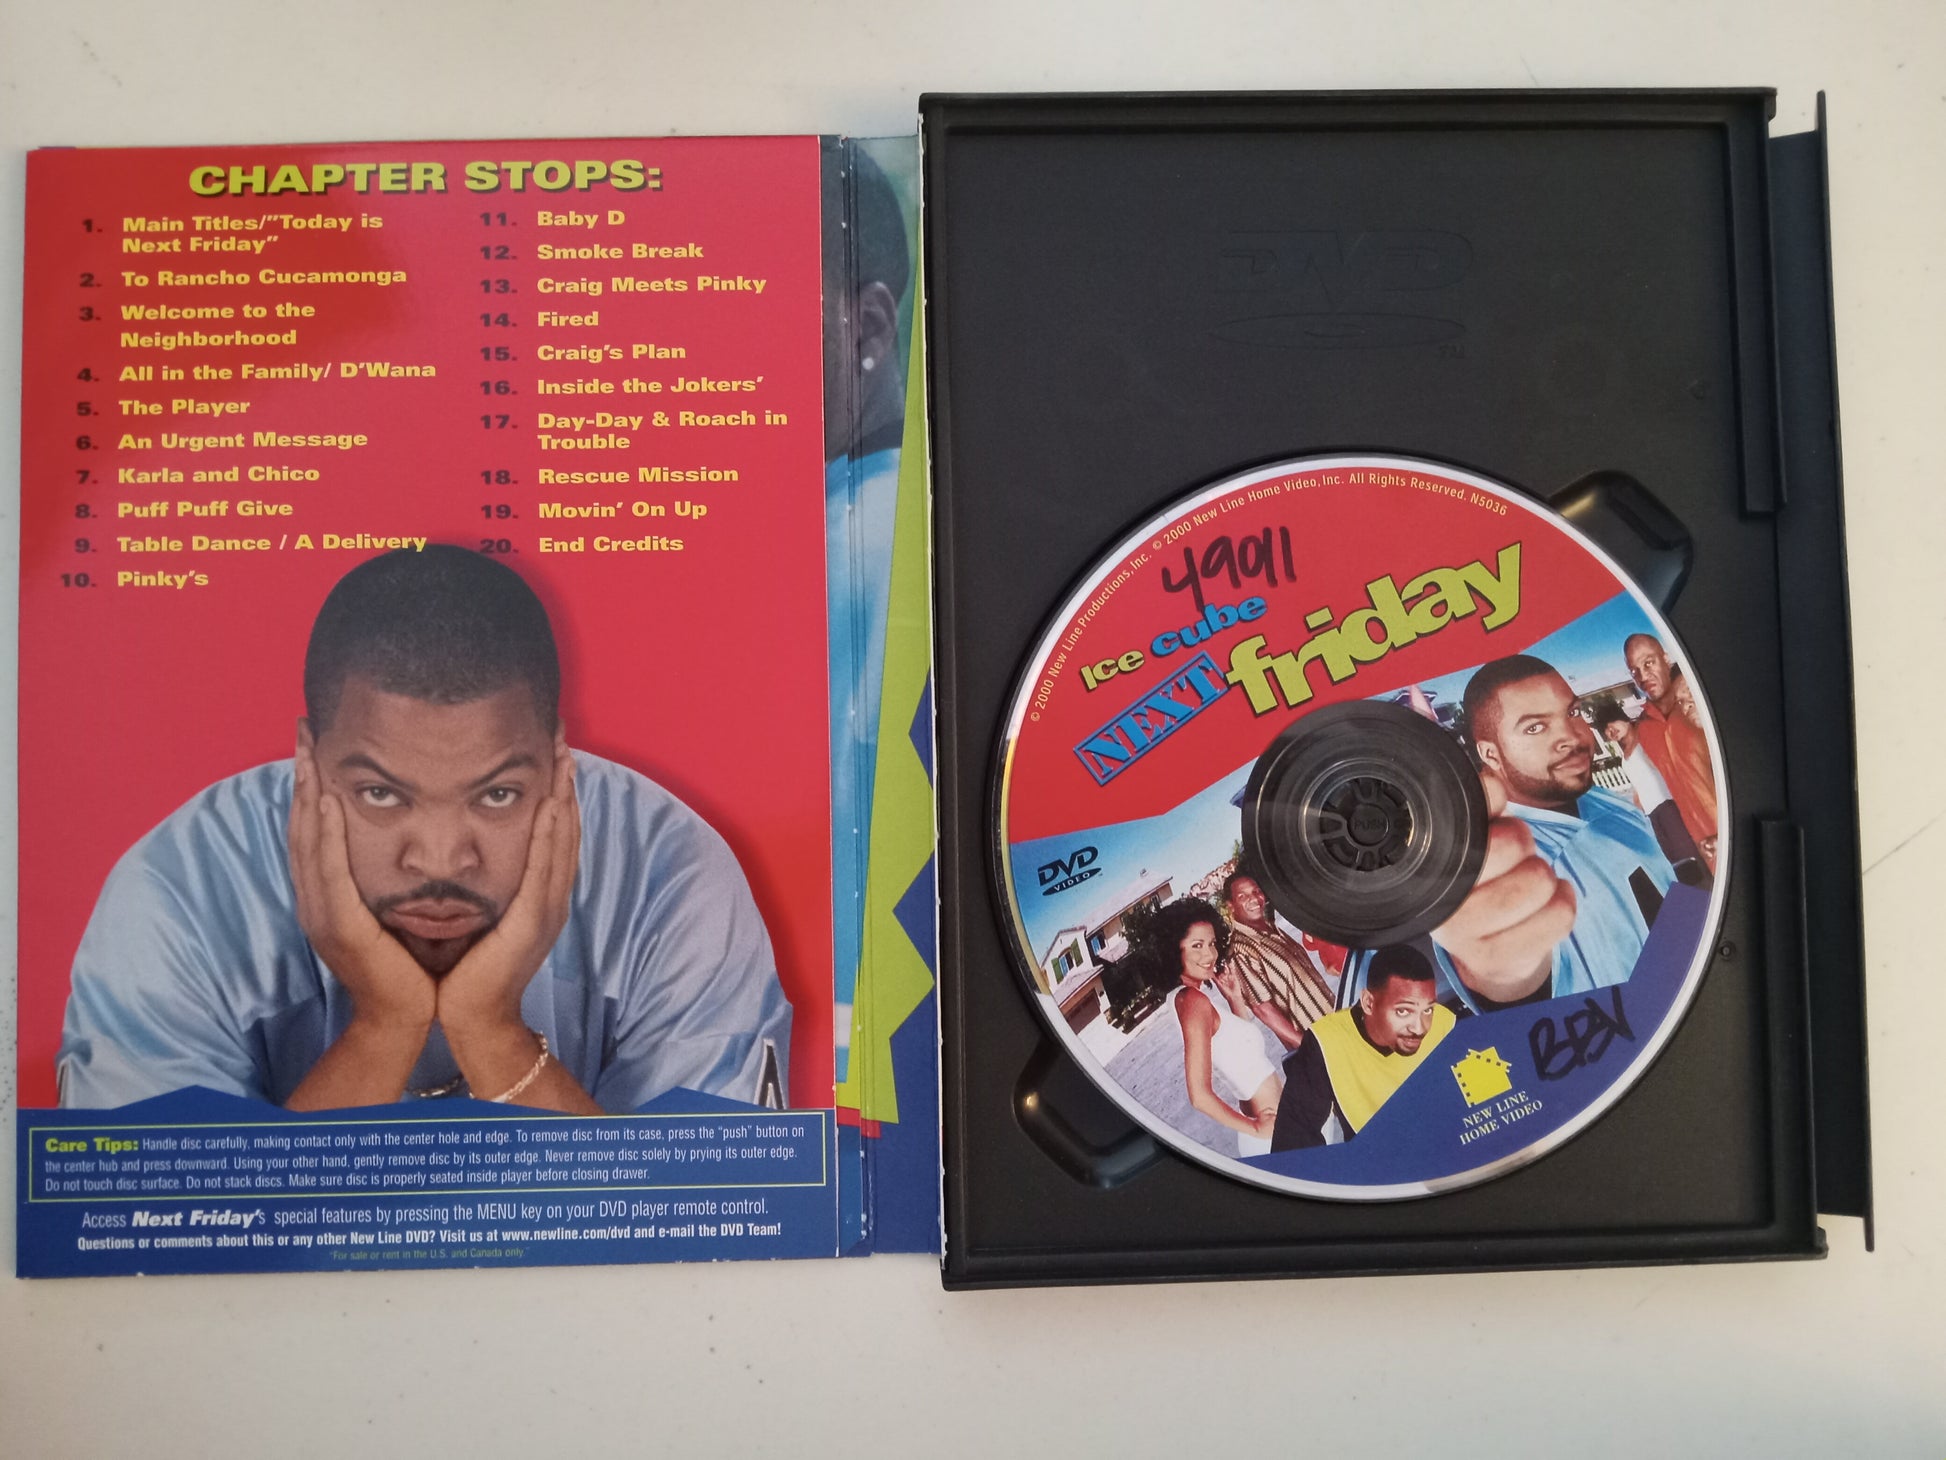 CHAPTER STOPS:
1. Main Titles/"Today is
Next Friday"
2. To Rancho Cucamonga
3. Welcome to the
Neighborhood
4. All in the Family/ D'Wana
5. The Player
6. An Urgent Message
7. Karla and Chico
8. Puff Puff Give
9. Table Dance / A Delivery
10. Pinky's
11. Baby D
12. Smoke Break
13. Craig Meets Pinky
14. Fired
15. Craig's Plan
16. Inside the Jokers'
17. Day-Day & Roach in
Trouble
18. Rescue Mission
19. Movin' On Up
20. End Credits
Care Tips: Handle disc carefully, making contact only with the center hole and edge. To remove disc from its case, press the "push" button on
the center hub and press downward. Using your other hand, gently remove disc by its outer edge. Never remove disc solely by prying its outer edge.
Do not touch disc surface. Do not stack discs. Make sure disc is properly seated inside player before closing drawer.
Access Next Friday's special features by pressing the MENU key on your DVD player remote control.
Questions or comments about this or any other New Line DVD? Visit us at www.newline.com/dvd and e-mail the DVD Team!
"For sale or rent in the U.S. and Canada only."
DVD
TM
© 2000 New Line Productions, Inc. © 2000 New Line Home Video, Inc. All Rights Reserved. N5036
49011
Ice cube
NEXT friday
PUSH
DVD
VIDEO
NEW LINE
HOME VIDEO